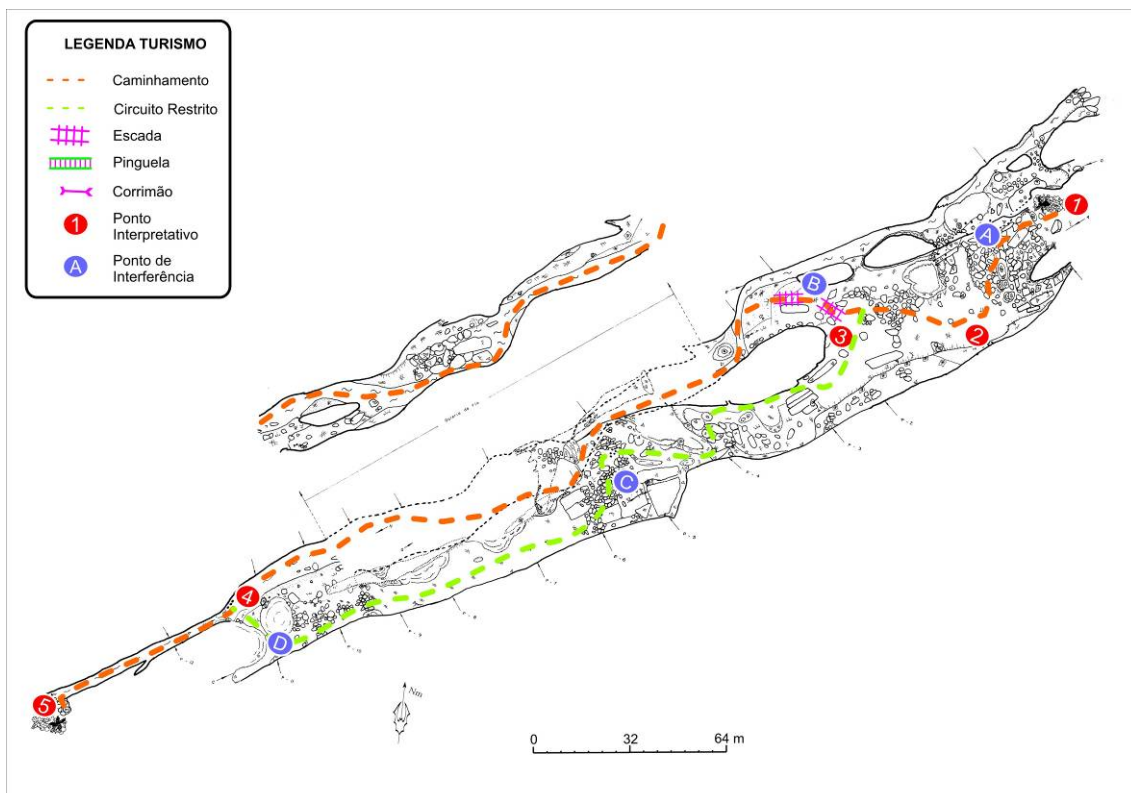 LEGENDA TURISMO
Caminhamento
Circuito Restrito
Escada
Pinguela
Corrimão
1
Ponto
Interpretativo
A
Ponto de
Interferência
1
A
B
3
2
C
4
D
5
Nm
0 32 64 m